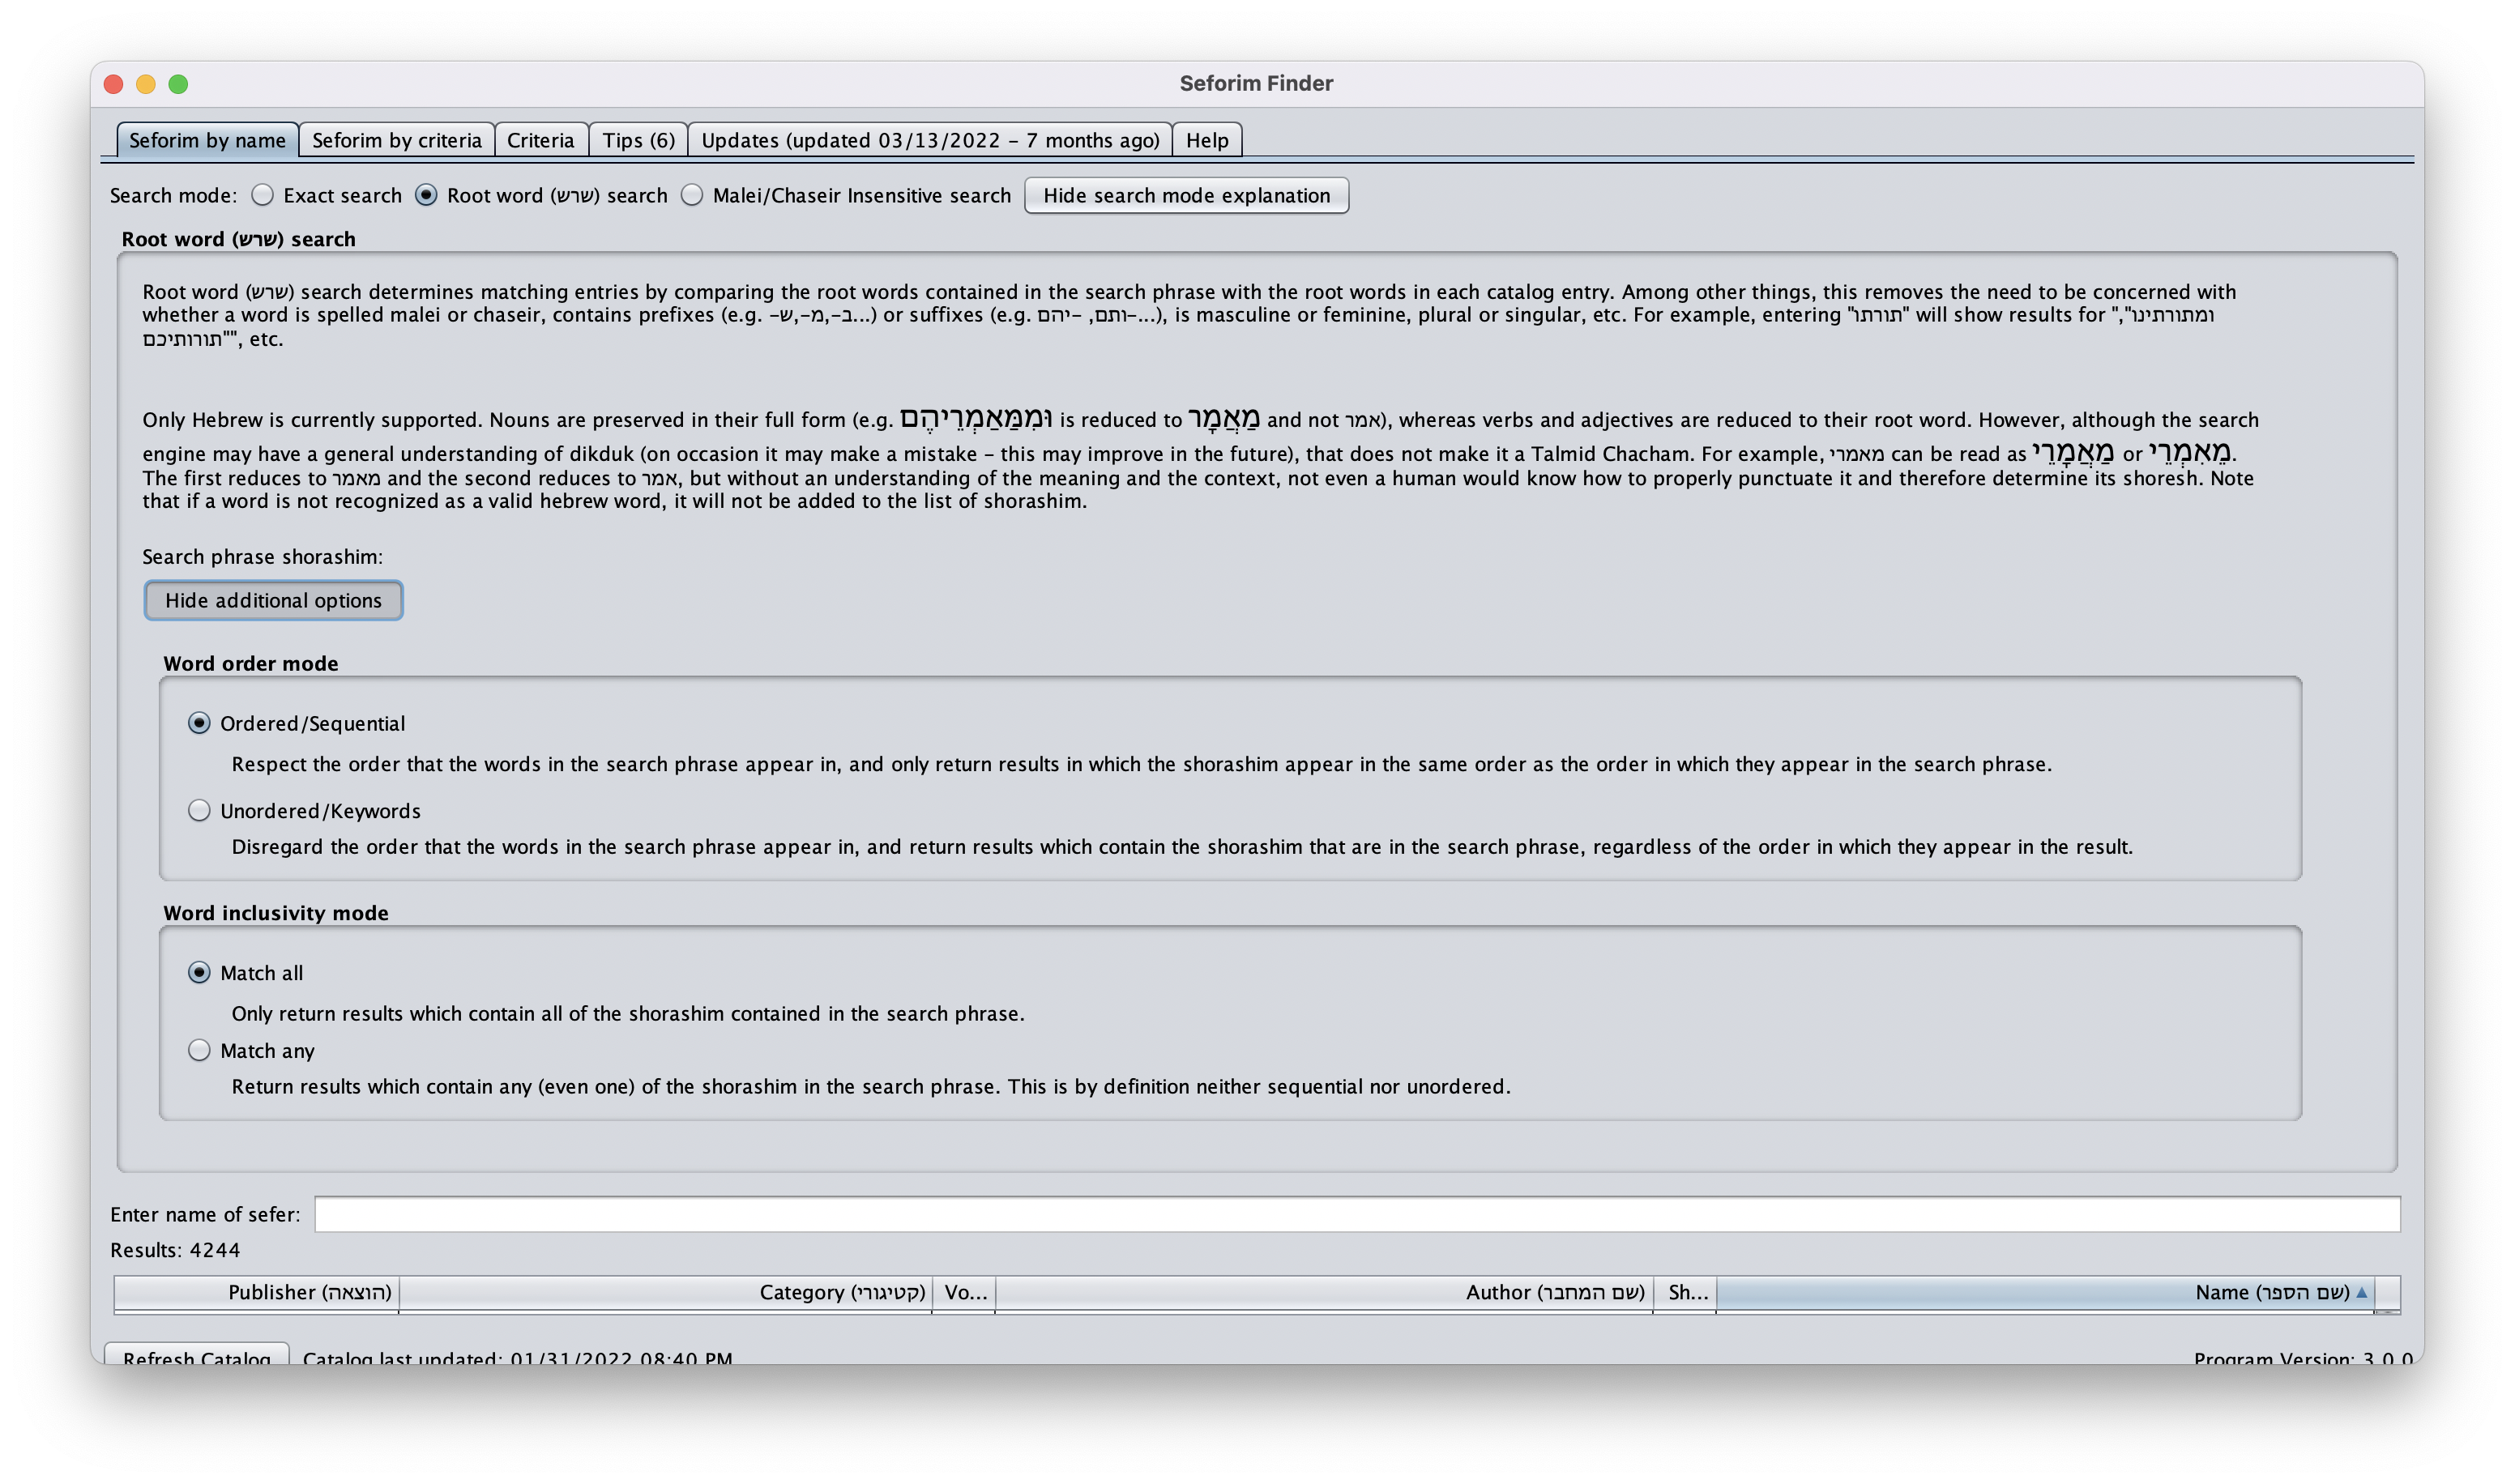 Seforim Finder
Seforim by name Seforim by criteria Criteria Tips (6) Updates (updated 03/13/2022 – 7 months ago) Help
Search mode: Exact search Root word (שרש) search Malei/Chaseir Insensitive search Hide search mode explanation
Root word (שרש) search
Root word (שרש) search determines matching entries by comparing the root words contained in the search phrase with the root words in each catalog entry. Among other things, this removes the need to be concerned with
whether a word is spelled malei or chaseir, contains prefixes (e.g. ב-,מ-,ש-...) or suffixes (e.g. -יהם, -ותם...), is masculine or feminine, plural or singular, etc. For example, entering "תורתו" will show results for "ומתורתינו","
תורותיכם"", etc.
Only Hebrew is currently supported. Nouns are preserved in their full form (e.g. וּמִמַּאַמְרֵיהֶם is reduced to מַאֲמָר and not אמר), whereas verbs and adjectives are reduced to their root word. However, although the search
engine may have a general understanding of dikduk (on occasion it may make a mistake – this may improve in the future), that does not make it a Talmid Chacham. For example, מאמרי can be read as מַאֲמָרֵי or מֵאִמְרֵי.
The first reduces to מאמר and the second reduces to אמר, but without an understanding of the meaning and the context, not even a human would know how to properly punctuate it and therefore determine its shoresh. Note
that if a word is not recognized as a valid hebrew word, it will not be added to the list of shorashim.
Search phrase shorashim:
Hide additional options
Word order mode
Ordered/Sequential
Respect the order that the words in the search phrase appear in, and only return results in which the shorashim appear in the same order as the order in which they appear in the search phrase.
Unordered/Keywords
Disregard the order that the words in the search phrase appear in, and return results which contain the shorashim that are in the search phrase, regardless of the order in which they appear in the result.
Word inclusivity mode
Match all
Only return results which contain all of the shorashim contained in the search phrase.
Match any
Return results which contain any (even one) of the shorashim in the search phrase. This is by definition neither sequential nor unordered.
Enter name of sefer:
Results: 4244
Publisher (הוצאה) Category (קטיגורי) Vo... Author (שם המחבר) Sh... Name (שם הספר)
Refresh Catalog Catalog last updated: 01/31/2022 08:40 PM Program Version: 3.0.0